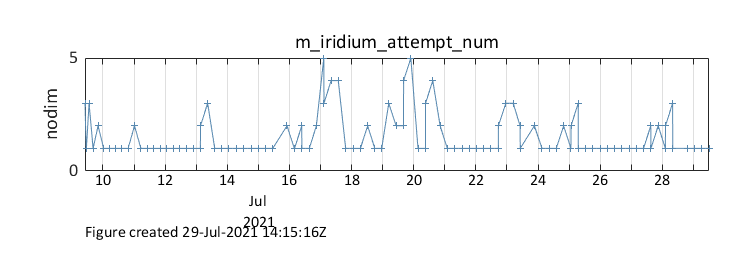 m_iridium_attempt_num
5
nodim
0
10 12 14 16 18 20 22 24 26 28
Jul
2021
Figure created 29-Jul-2021 14:15:16Z